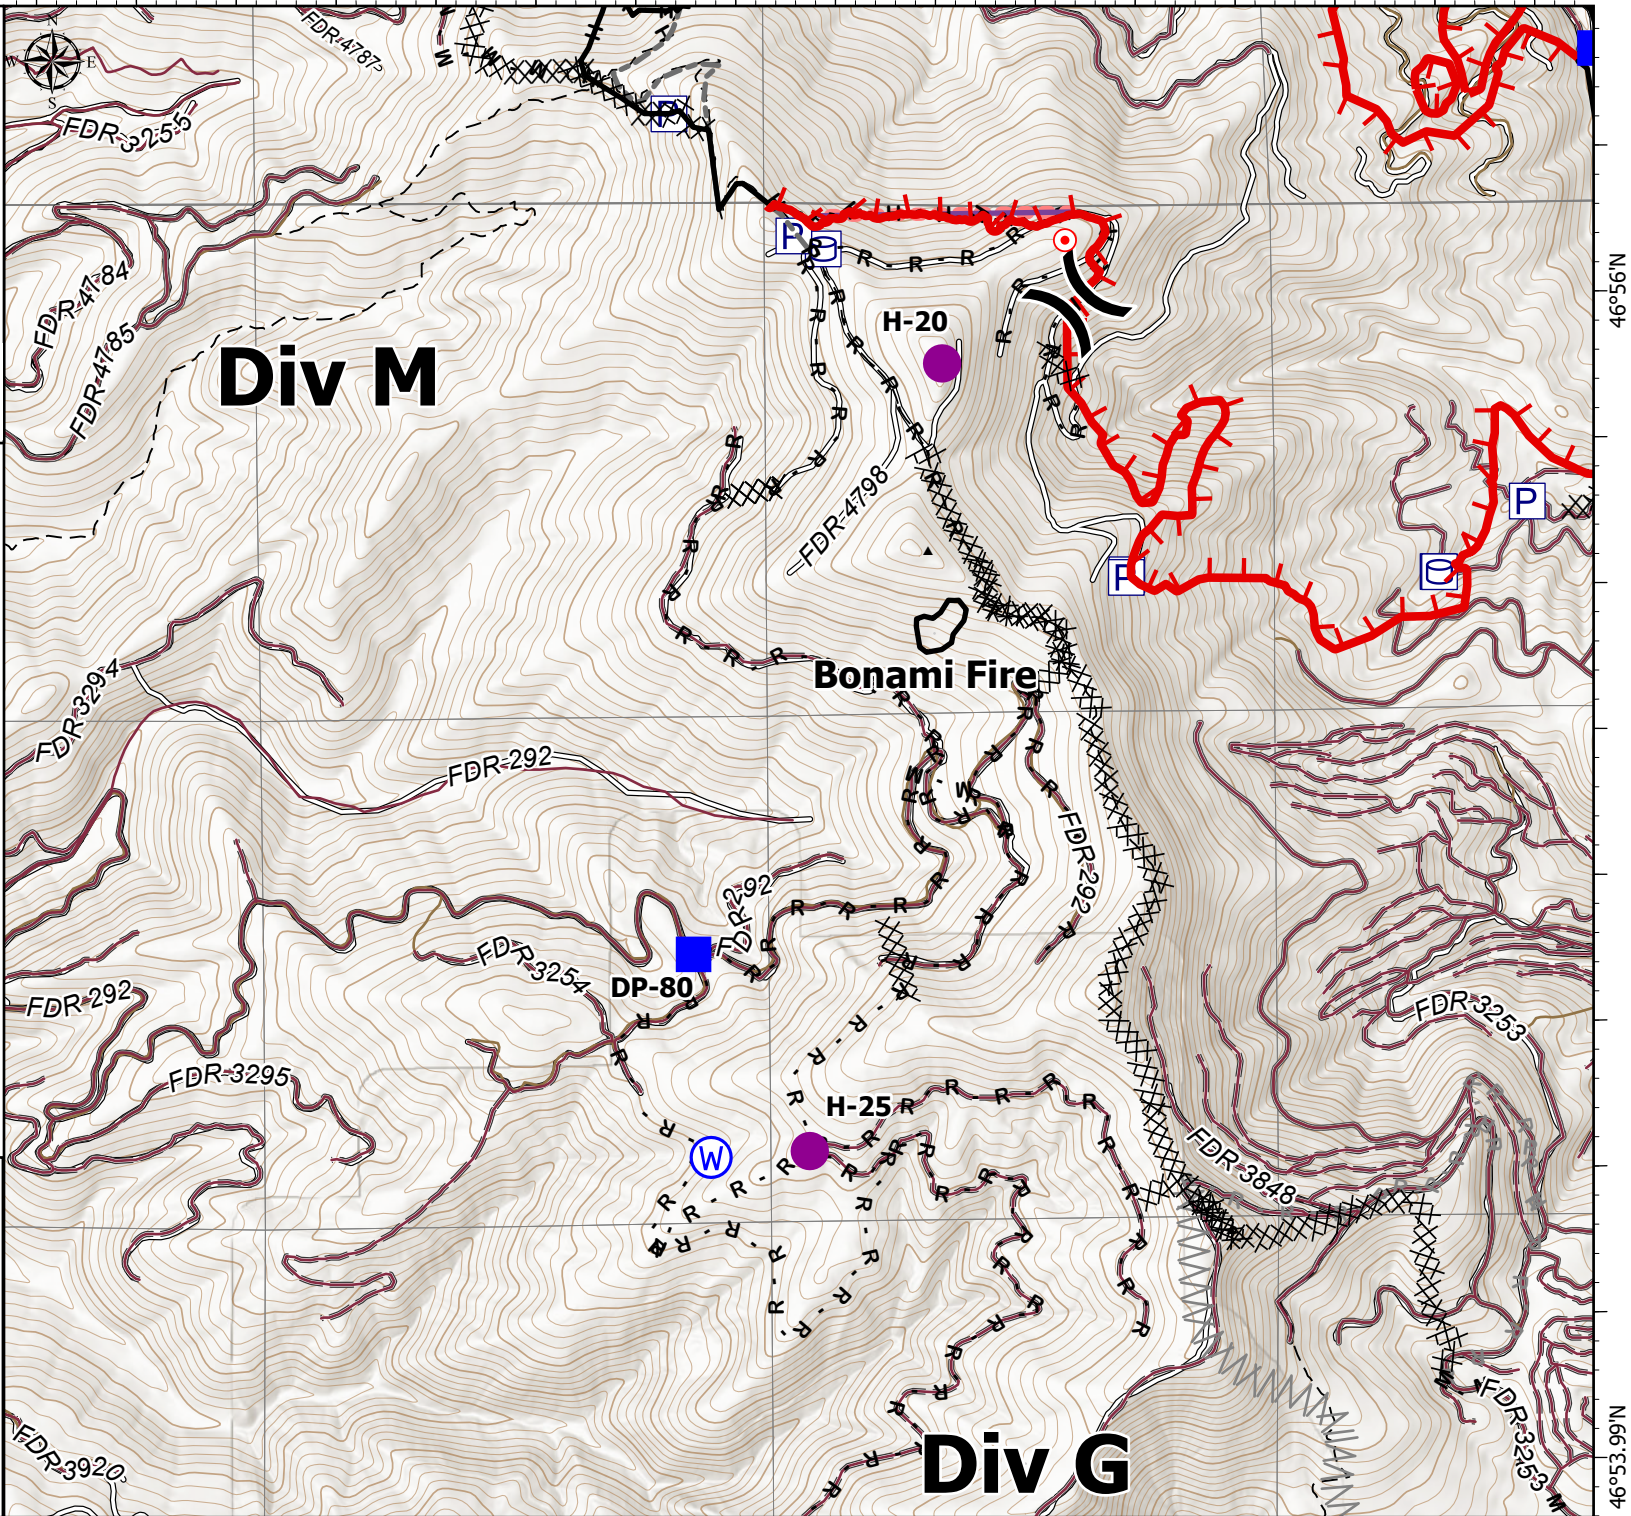 N
W E
S
FDR-4787
FDR-3255
P
P
46°56'N
FDR-4184
FDR-4785
H-20
Div M
FDR-4798
P
P
Bonami Fire
FDR-3294
FDR-292
FDR-292
FDR-292
FDR-3254
DP-80
FDR-292
FDR-3253
FDR-3295
H-25
W
FDR-3848
FDR-3253
FDR-3920
Div G
46°53.99'N